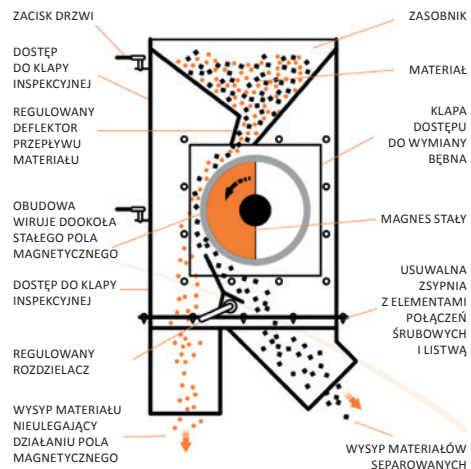 ZACISK DRZWI
DOSTĘP
DO KLAPY
INSPEKCYJNEJ
REGULOWANY
DEFLEKTOR
PRZEPŁYWU
MATERIAŁU
OBUDOWA
WIRUJE DOOKOŁA
STAŁEGO POLA
MAGNETYCZNEGO
DOSTĘP DO KLAPY
INSPEKCYJNEJ
REGULOWANY
ROZDZIELACZ
WYSYP MATERIAŁU
NIEULEGAJĄCY
DZIAŁANIU POLA
MAGNETYCZNEGO
ZASOBNIK
MATERIAŁ
KLAPA
DOSTĘPU
DO WYMIANY
BĘBNA
MAGNES STAŁY
USUWALNA
ZSYPNIA
Z ELEMENTAMI
POŁĄCZEŃ
ŚRUBOWYCH
I LISTWĄ
WYSYP MATERIAŁÓW
SEPAROWANYCH